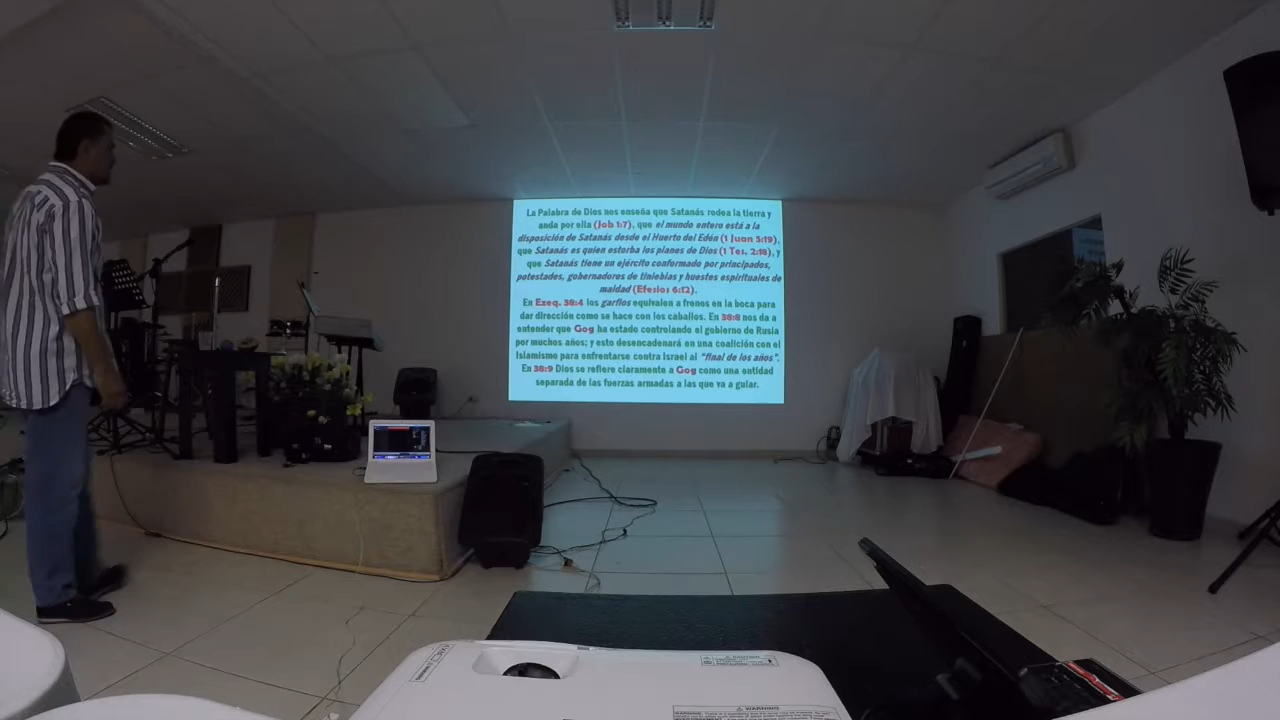 La Palabra de Dios nos enseña que Satanás rodea la tierra y
anda por ella (Job 1:7), que el mundo entero está a la
disposición de Satanás desde el Huerto del Edén (1 Juan 5:19),
que Satanás es quien estorba los planes de Dios (1 Tes. 2:18), y
que Satanás tiene un ejército conformado por principados,
potestades, gobernadores de tinieblas y huestes espirituales de
maldad (Efesios 6:12).
En Ezeq. 38:4 los garfios equivalen a frenos en la boca para
dar dirección como se hace con los caballos. En 38:8 nos da a
entender que Gog ha estado controlando el gobierno de Rusia
por muchos años; y esto desencadenará en una coalición con el
Islamismo para enfrentarse contra Israel al "final de los años".
En 38:9 Dios se refiere claramente a Gog como una entidad
separada de las fuerzas armadas a las que va a guiar.
CAUTION
WARNING